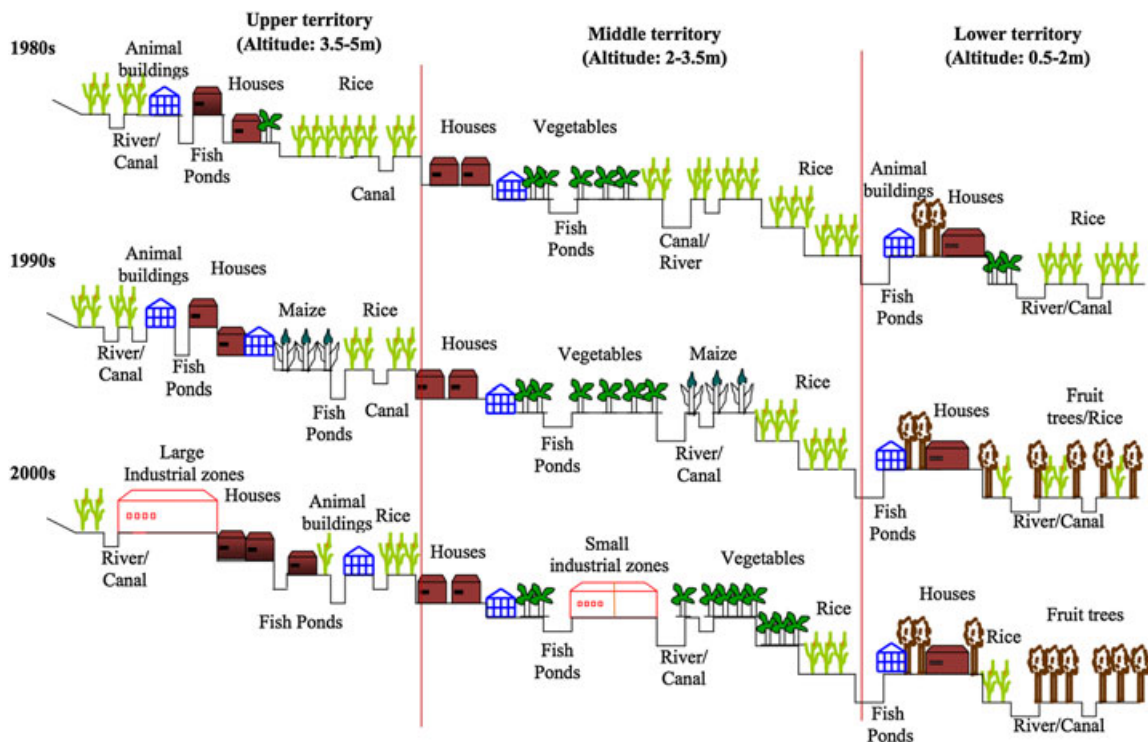 Upper territory
(Altitude: 3.5-5m)
Middle territory
(Altitude: 2-3.5m)
Lower territory
(Altitude: 0.5-2m)
1980s
Animal
buildings
Houses
Rice
River/
Canal
Fish
Ponds
Canal
Houses
Vegetables
Fish
Ponds
Canal/
River
Rice
Animal
buildings
Houses
Rice
Fish
Ponds
River/Canal
1990s
Animal
buildings
Houses
Maize
Rice
River/
Canal
Fish
Ponds
Fish
Ponds
Canal
Houses
Vegetables
Maize
Rice
Fish
Ponds
River/
Canal
Houses
Fruit
trees/Rice
Fish
Ponds
River/Canal
2000s
Large
Industrial zones
Houses
Animal
buildings
Rice
River/
Canal
Fish Ponds
Houses
Small
industrial zones
Vegetables
Rice
Fish
Ponds
River/
Canal
Houses
Rice
Fruit trees
Fish
Ponds
River/Canal